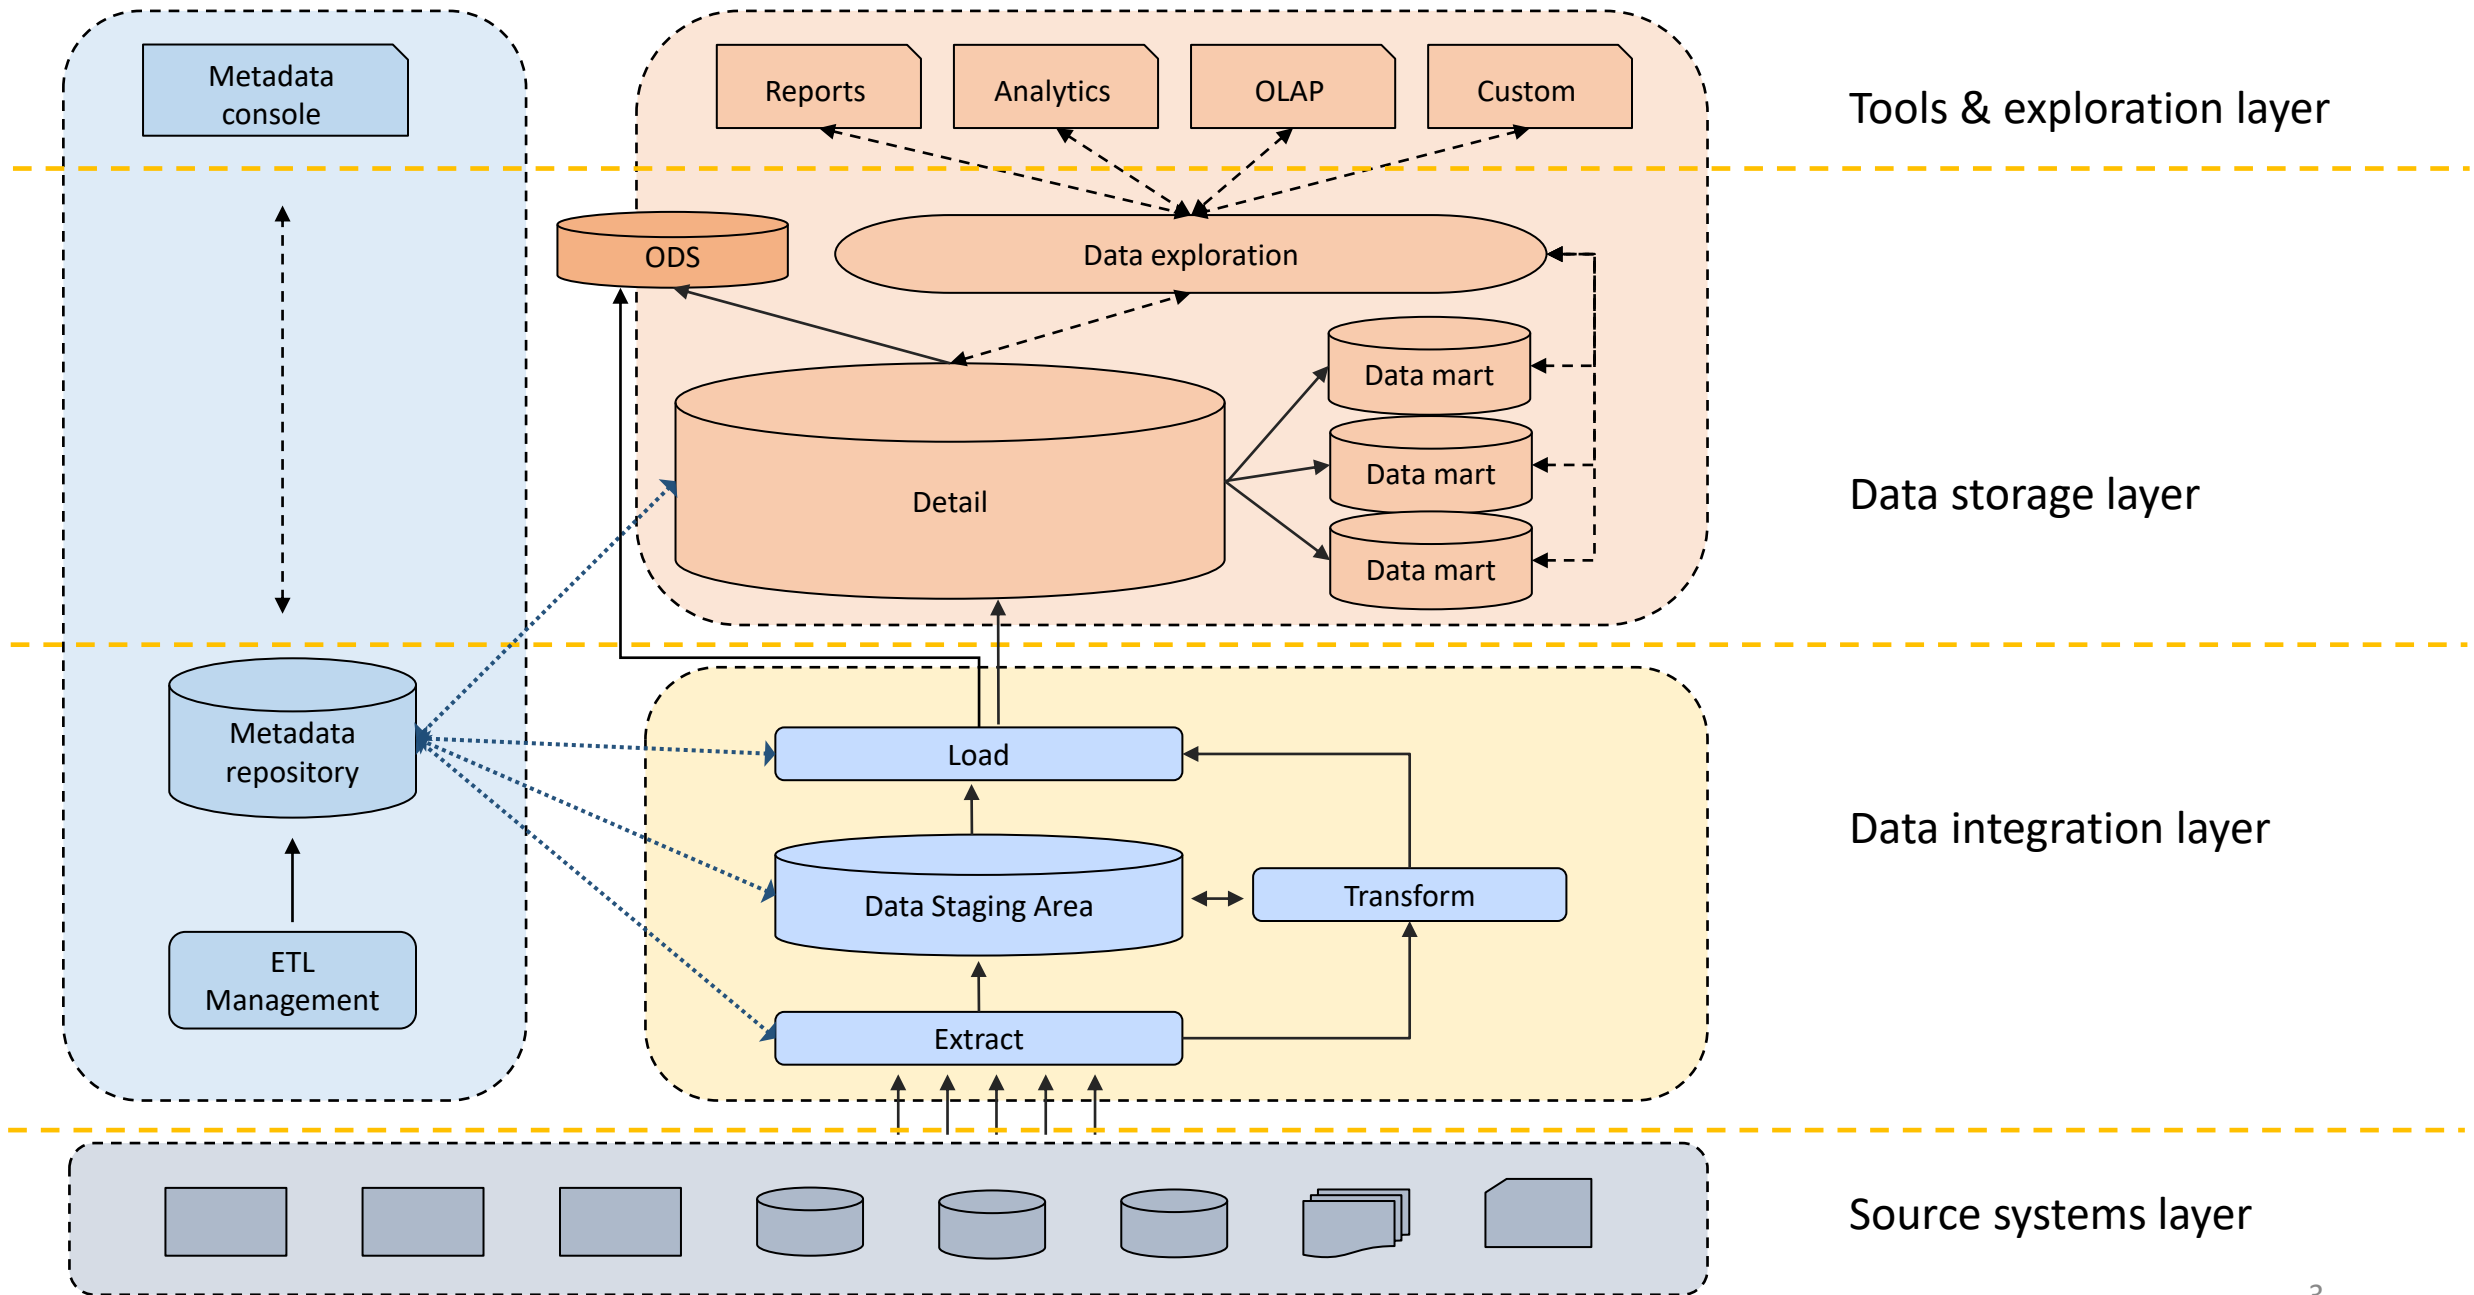 Metadata
console
Reports
Analytics
OLAP
Custom
Tools & exploration layer
ODS
Data exploration
Data mart
Data mart
Data mart
Detail
Data storage layer
Metadata
repository
Load
Data integration layer
Data Staging Area
Transform
ETL
Management
Extract
Source systems layer